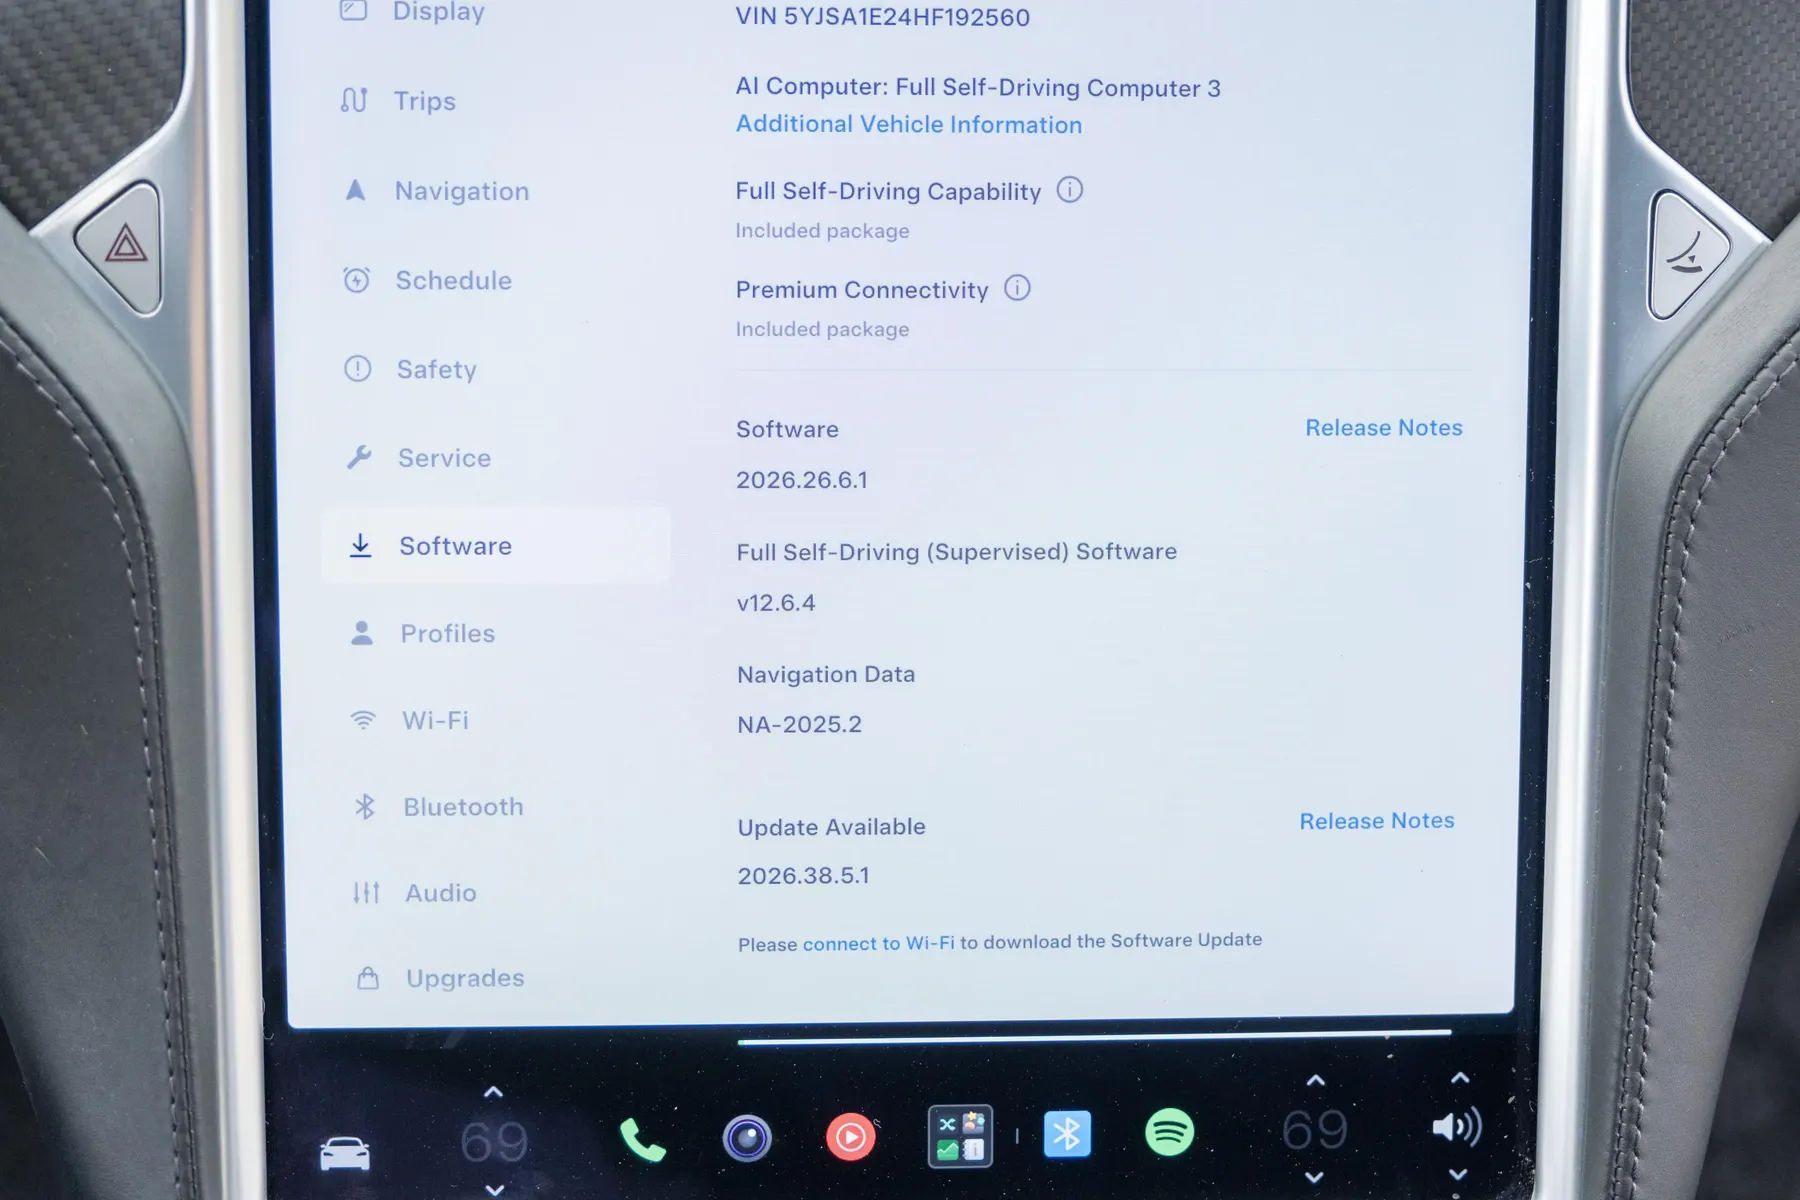 Display
Trips
Navigation
Schedule
Safety
Service
Software
Profiles
Wi-Fi
Bluetooth
Audio
Upgrades
VIN 5YJSA1E24HF192560
AI Computer: Full Self-Driving Computer 3
Additional Vehicle Information
Full Self-Driving Capability
Included package
Premium Connectivity
Included package
Software
Release Notes
2026.26.6.1
Full Self-Driving (Supervised) Software
v12.6.4
Navigation Data
NA-2025.2
Update Available
Release Notes
2026.38.5.1
Please connect to Wi-Fi to download the Software Update
69
69